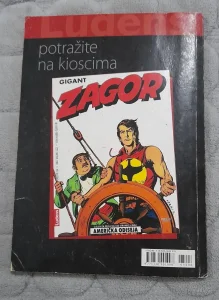 Ludens
potražite
na kioscima
GIGANT
ZAGOR
AMERIČKA ODISEJA